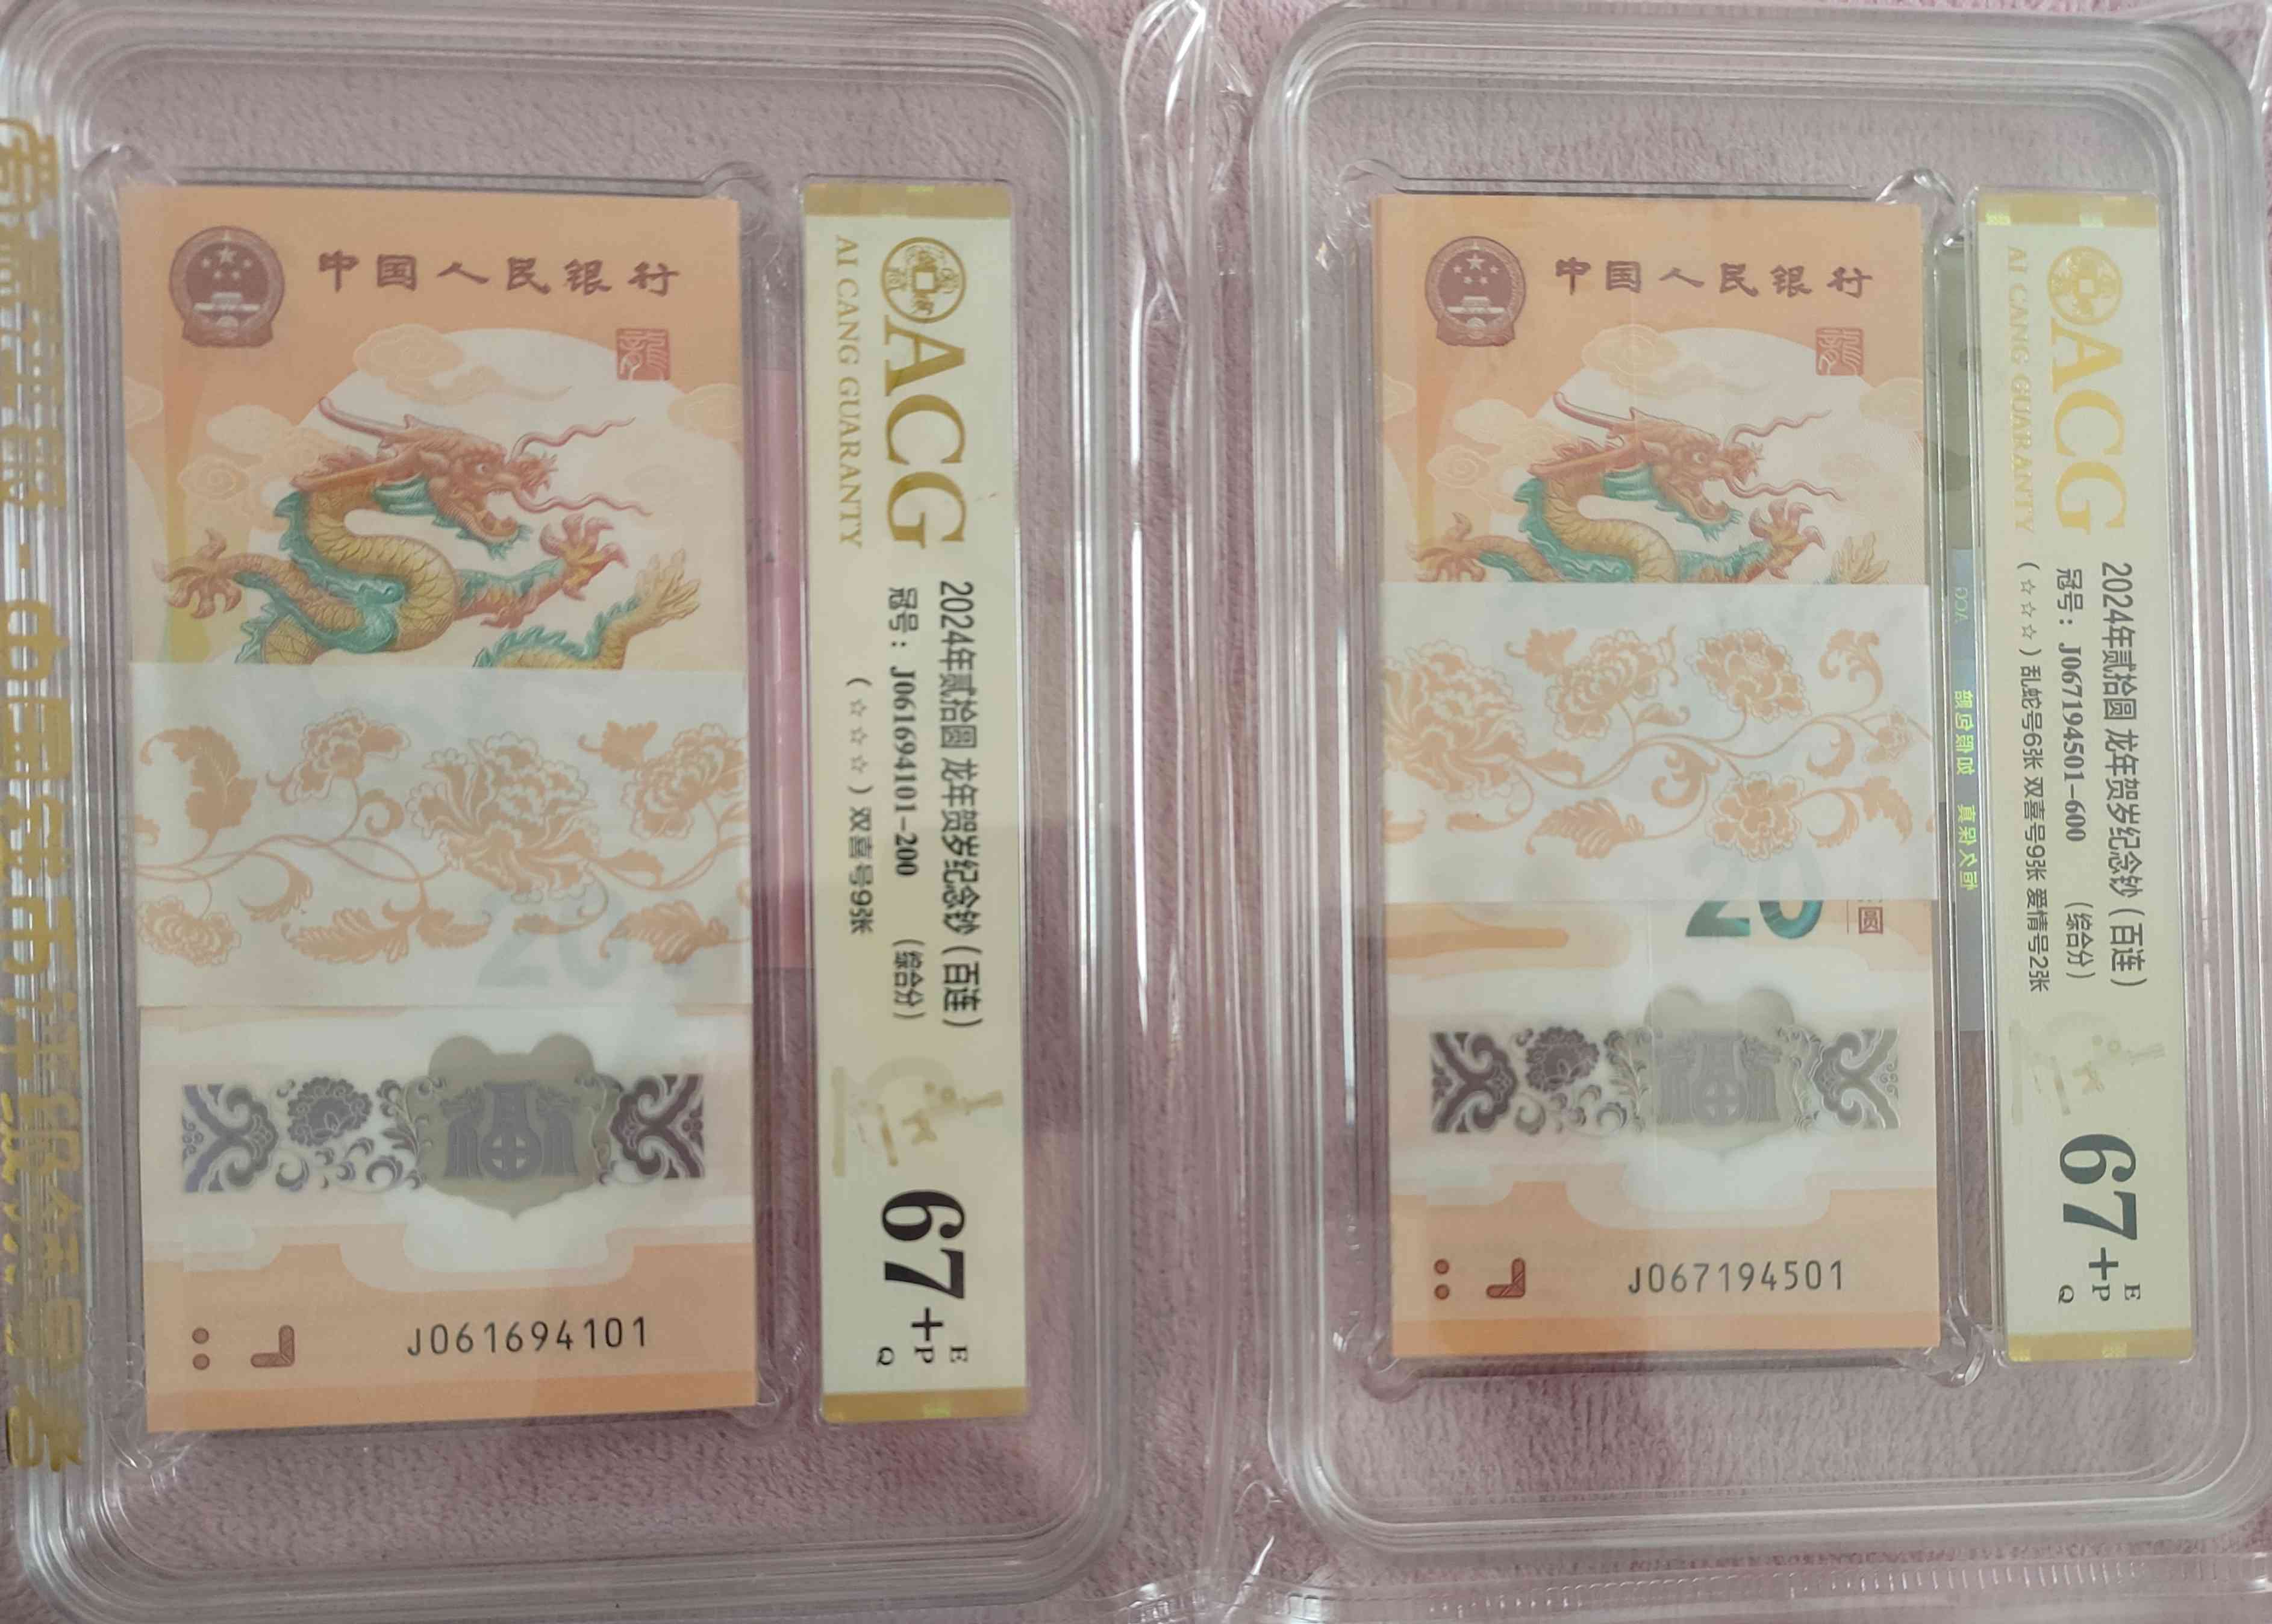 中国人民银行
龍
J061694101
ACG
AI CANG GUARANTY
2024年贰拾圆 龙年贺岁纪念钞（百连）
冠号：J061694101-200 （综合分）
（☆☆☆☆）双喜号9张
67+
E
P
Q
中国人民银行
龍
20
圆
J067194501
ACG
AI CANG GUARANTY
2024年贰拾圆 龙年贺岁纪念钞（百连）
冠号：J067194501-600 （综合分）
（☆☆☆）乱蛇号6张 双喜号9张 爱情号2张
67+
E
P
Q